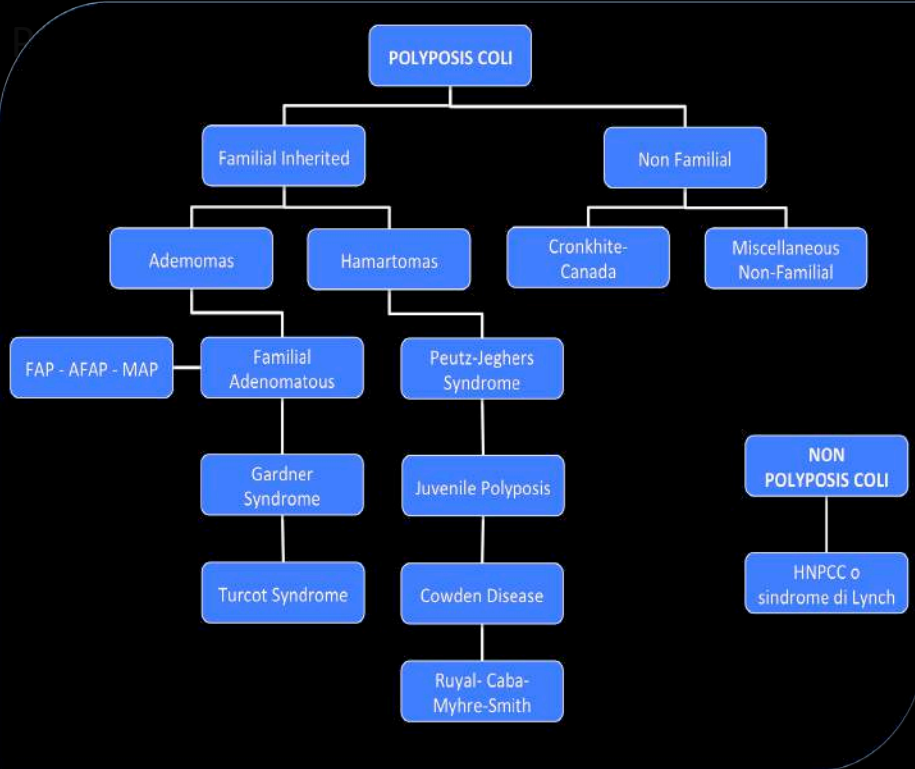 POLYPOSIS COLI
Familial Inherited
Non Familial
Ademomas
Hamartomas
Cronkhite-
Canada
Miscellaneous
Non-Familial
FAP - AFAP - MAP
Familial
Adenomatous
Peutz-Jeghers
Syndrome
NON
POLYPOSIS COLI
Gardner
Syndrome
Juvenile Polyposis
HNPCC o
sindrome di Lynch
Turcot Syndrome
Cowden Disease
Ruyal- Caba-
Myhre-Smith